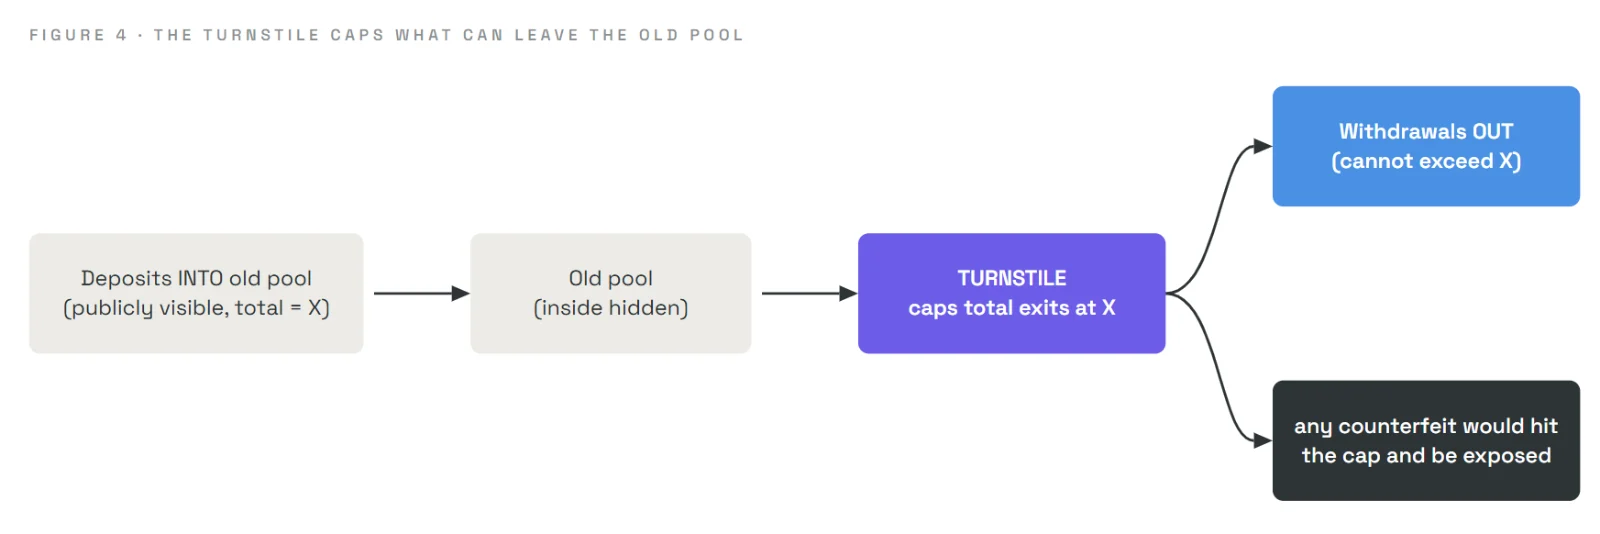 FIGURE 4 · THE TURNSTILE CAPS WHAT CAN LEAVE THE OLD POOL
Deposits INTO old pool
(publicly visible, total = X)
Old pool
(inside hidden)
TURNSTILE
caps total exits at X
Withdrawals OUT
(cannot exceed X)
any counterfeit would hit
the cap and be exposed